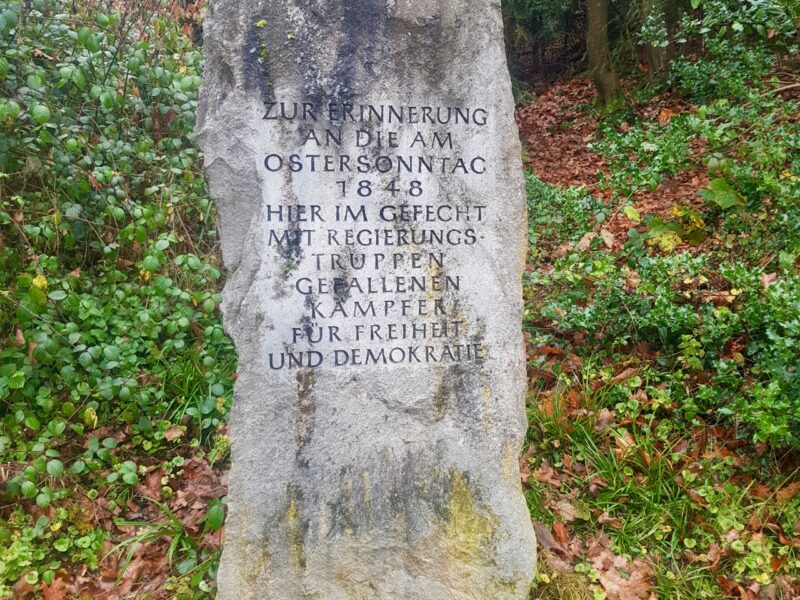 ZUR ERINNERUNG
AN DIE AM
OSTERSONNTAG
1848
HIER IM GEFECHT
MIT REGIERUNGS-
TRUPPEN
GEFALLENEN
KÄMPFER
FÜR FREIHEIT
UND DEMOKRATIE